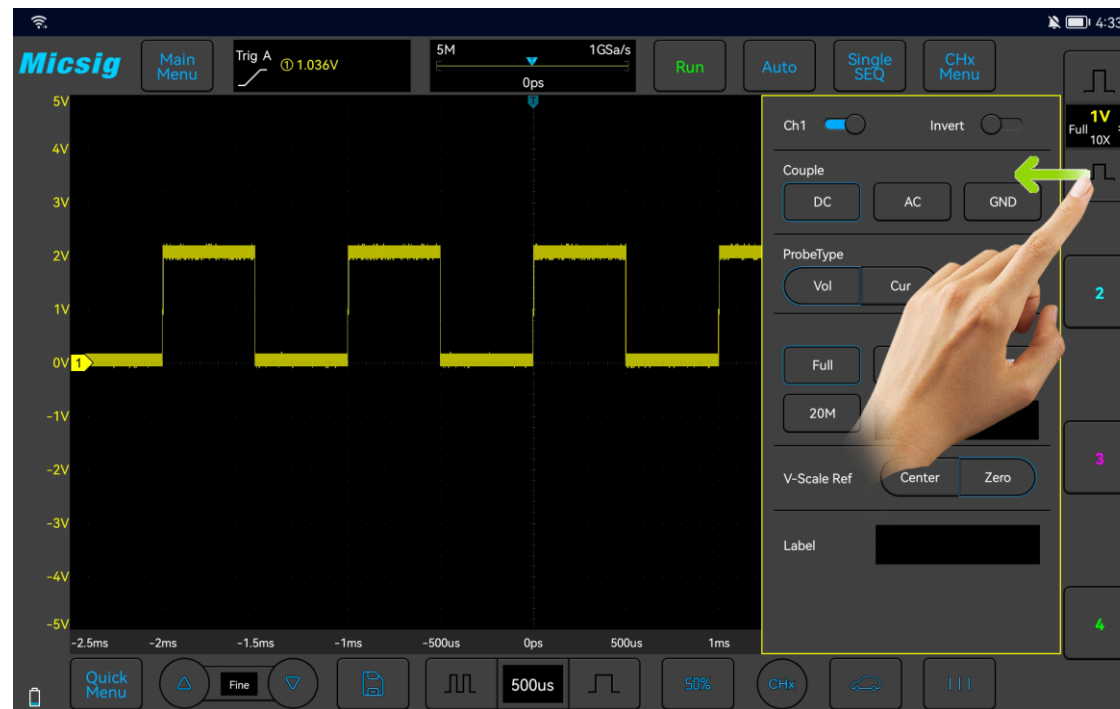 4:33
Micsig
Main Menu
Trig A
① 1.036V
5M
1GSa/s
0ps
Run
Auto
Single SEQ
CHx Menu
T
5V
4V
3V
2V
1V
0V
1
-1V
-2V
-3V
-4V
-5V
-2.5ms
-2ms
-1.5ms
-1ms
-500us
0ps
500us
1ms
Ch1
Invert
Couple
DC
AC
GND
ProbeType
Vol
Cur
Full
20M
V-Scale Ref
Center
Zero
Label
1V
Full
10X
2
3
4
Quick Menu
Fine
500us
50%
CHx